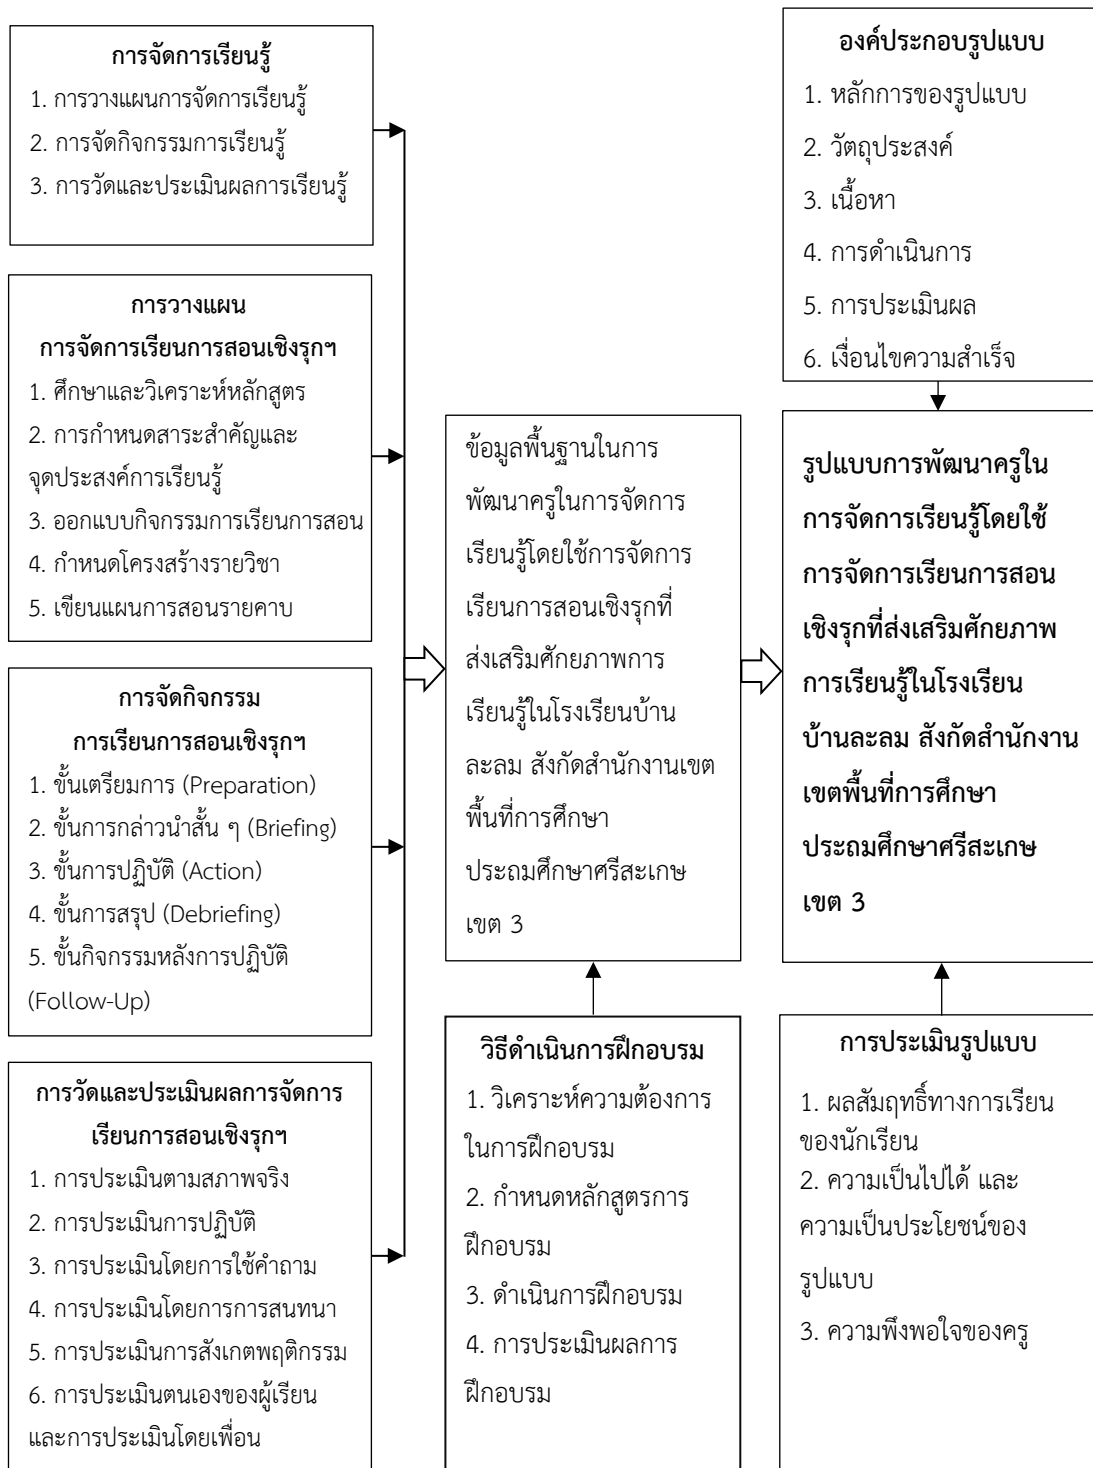 การจัดการเรียนรู้
1. การวางแผนการจัดการเรียนรู้
2. การจัดกิจกรรมการเรียนรู้
3. การวัดและประเมินผลการเรียนรู้
การวางแผน
การจัดการเรียนการสอนเชิงรุกฯ
1. ศึกษาและวิเคราะห์หลักสูตร
2. การกำหนดสาระสำคัญและ
จุดประสงค์การเรียนรู้
3. ออกแบบกิจกรรมการเรียนการสอน
4. กำหนดโครงสร้างรายวิชา
5. เขียนแผนการสอนรายคาบ
การจัดกิจกรรม
การเรียนการสอนเชิงรุกฯ
1. ขั้นเตรียมการ (Preparation)
2. ขั้นการกล่าวนำสั้น ๆ (Briefing)
3. ขั้นการปฏิบัติ (Action)
4. ขั้นการสรุป (Debriefing)
5. ขั้นกิจกรรมหลังการปฏิบัติ
(Follow-Up)
การวัดและประเมินผลการจัดการ
เรียนการสอนเชิงรุกฯ
1. การประเมินตามสภาพจริง
2. การประเมินการปฏิบัติ
3. การประเมินโดยการใช้คำถาม
4. การประเมินโดยการการสนทนา
5. การประเมินการสังเกตพฤติกรรม
6. การประเมินตนเองของผู้เรียน
และการประเมินโดยเพื่อน
ข้อมูลพื้นฐานในการ
พัฒนาครูในการจัดการ
เรียนรู้โดยใช้การจัดการ
เรียนการสอนเชิงรุกที่
ส่งเสริมศักยภาพการ
เรียนรู้ในโรงเรียนบ้าน
ละลม สังกัดสำนักงานเขต
พื้นที่การศึกษา
ประถมศึกษาศรีสะเกษ
เขต 3
วิธีดำเนินการฝึกอบรม
1. วิเคราะห์ความต้องการ
ในการฝึกอบรม
2. กำหนดหลักสูตรการ
ฝึกอบรม
3. ดำเนินการฝึกอบรม
4. การประเมินผลการ
ฝึกอบรม
องค์ประกอบรูปแบบ
1. หลักการของรูปแบบ
2. วัตถุประสงค์
3. เนื้อหา
4. การดำเนินการ
5. การประเมินผล
6. เงื่อนไขความสำเร็จ
รูปแบบการพัฒนาครูใน
การจัดการเรียนรู้โดยใช้
การจัดการเรียนการสอน
เชิงรุกที่ส่งเสริมศักยภาพ
การเรียนรู้ในโรงเรียน
บ้านละลม สังกัดสำนักงาน
เขตพื้นที่การศึกษา
ประถมศึกษาศรีสะเกษ
เขต 3
การประเมินรูปแบบ
1. ผลสัมฤทธิ์ทางการเรียน
ของนักเรียน
2. ความเป็นไปได้ และ
ความเป็นประโยชน์ของ
รูปแบบ
3. ความพึงพอใจของครู